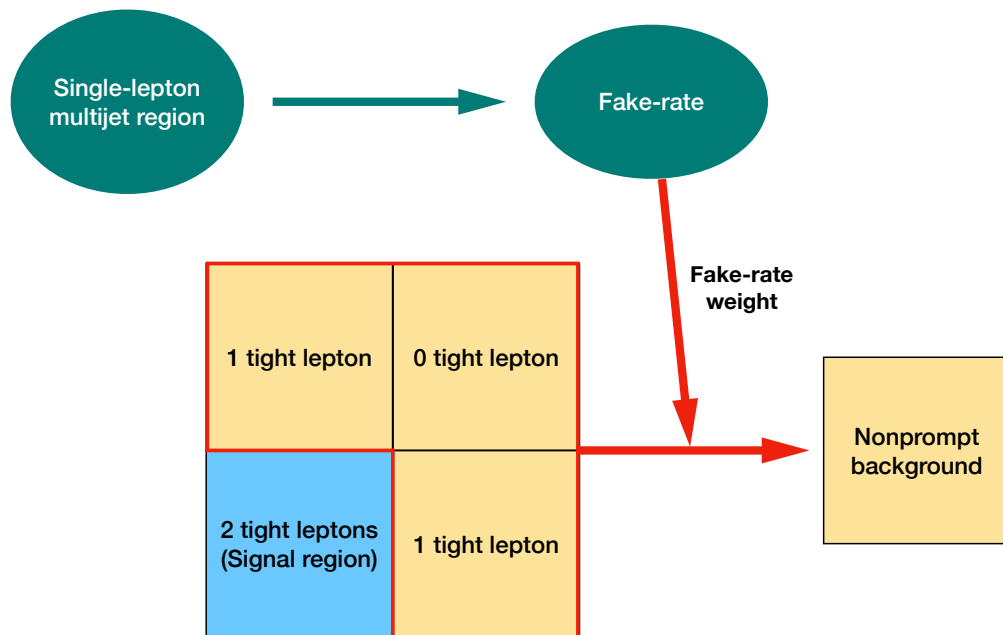 Single-lepton
multijet region
Fake-rate
Fake-rate
weight
1 tight lepton
0 tight lepton
Nonprompt
background
2 tight leptons
(Signal region)
1 tight lepton